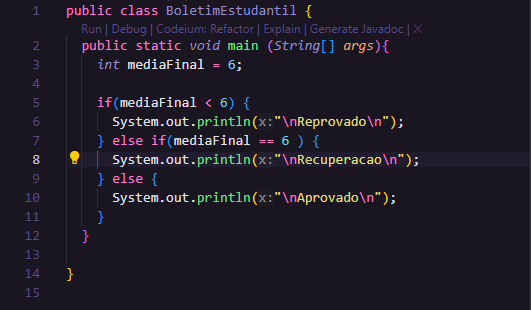 1 public class BoletimEstudantil {
Run | Debug | Codeium: Refactor | Explain | Generate Javadoc | ×
2 public static void main (String[] args){
3 int mediaFinal = 6;
4
5 if(mediaFinal < 6) {
6 System.out.println(x:"\nReprovado\n");
7 } else if(mediaFinal == 6 ) {
8 System.out.println(x:"\nRecuperacao\n");
9 } else {
10 System.out.println(x:"\nAprovado\n");
11 }
12 }
13
14 }
15